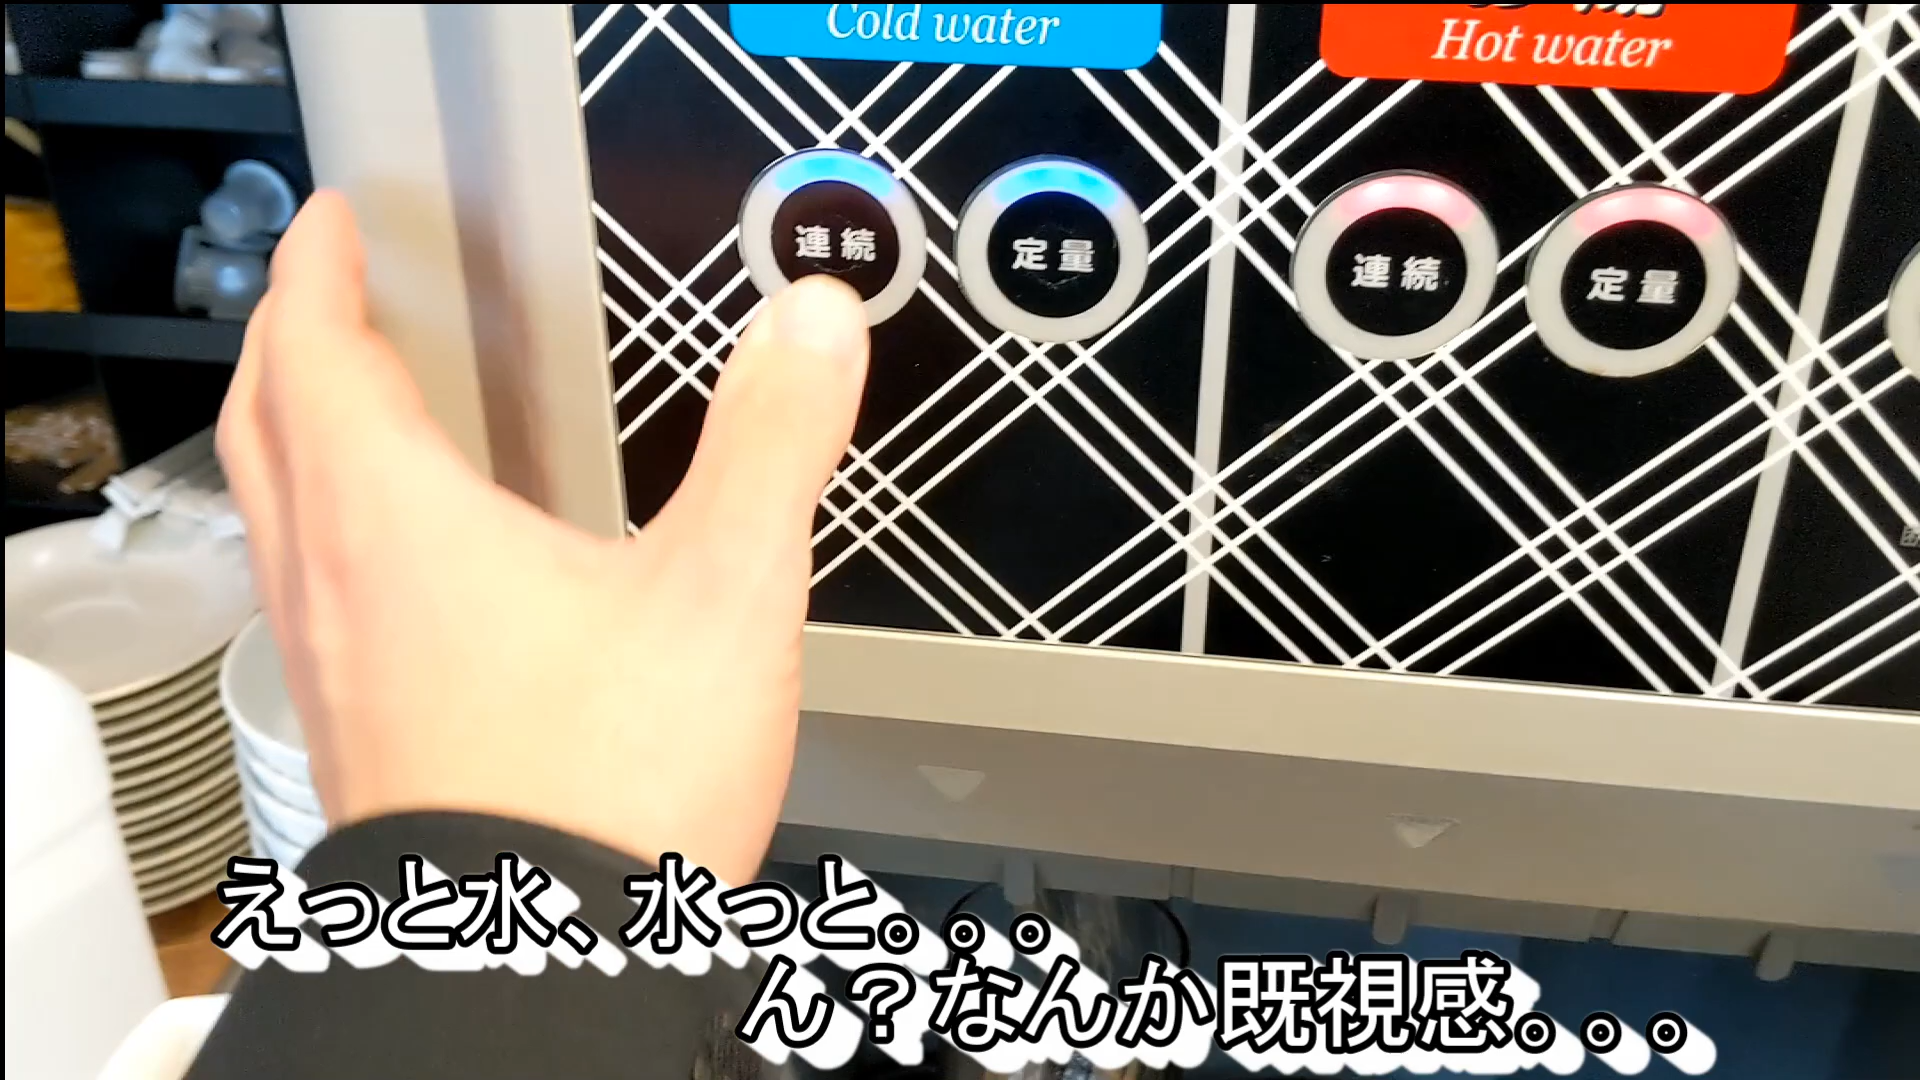 Cold water
Hot water
連続
定量
連続
定量
えっと水、水っと。。。
ん？なんか既視感。。。